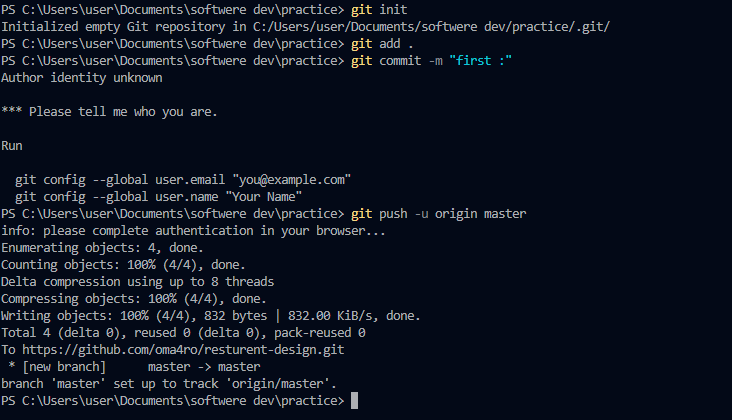 PS C:\Users\user\Documents\softwere dev\practice> git init
Initialized empty Git repository in C:/Users/user/Documents/softwere dev/practice/.git/
PS C:\Users\user\Documents\softwere dev\practice> git add .
PS C:\Users\user\Documents\softwere dev\practice> git commit -m "first :"
Author identity unknown

*** Please tell me who you are.

Run

  git config --global user.email "you@example.com"
  git config --global user.name "Your Name"
PS C:\Users\user\Documents\softwere dev\practice> git push -u origin master
info: please complete authentication in your browser...
Enumerating objects: 4, done.
Counting objects: 100% (4/4), done.
Delta compression using up to 8 threads
Compressing objects: 100% (4/4), done.
Writing objects: 100% (4/4), 832 bytes | 832.00 KiB/s, done.
Total 4 (delta 0), reused 0 (delta 0), pack-reused 0
To https://github.com/oma4ro/resturent-design.git
 * [new branch]      master -> master
branch 'master' set up to track 'origin/master'.
PS C:\Users\user\Documents\softwere dev\practice>